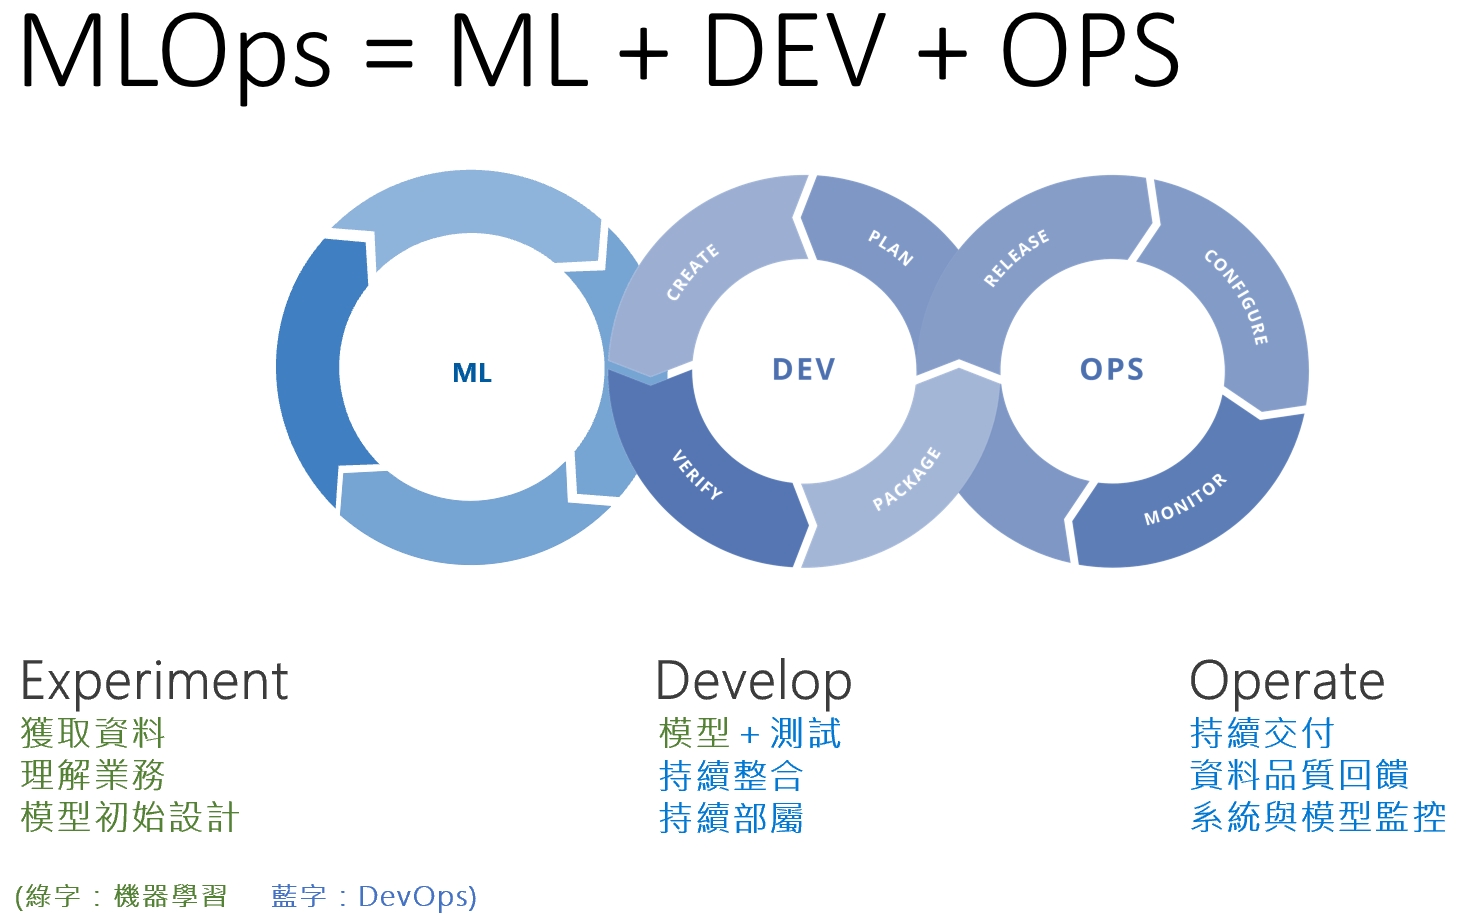 MLOps = ML + DEV + OPS
CREATE
PLAN
RELEASE
CONFIGURE
ML
DEV
OPS
VERIFY
PACKAGE
MONITOR
Experiment
獲取資料
理解業務
模型初始設計
Develop
模型 + 測試
持續整合
持續部屬
Operate
持續交付
資料品質回饋
系統與模型監控
(綠字：機器學習 藍字：DevOps)